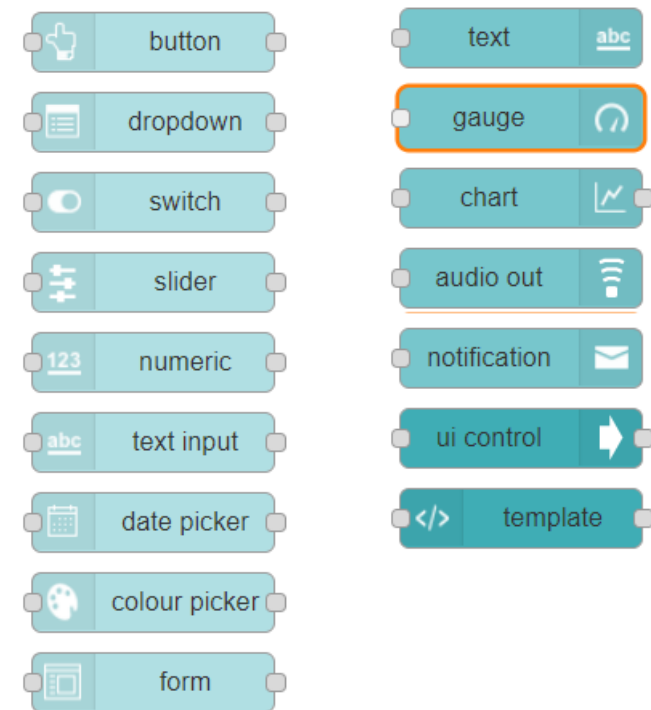 button
dropdown
switch
slider
123 numeric
abc text input
date picker
colour picker
form
text abc
gauge
chart
audio out
notification
ui control
</> template